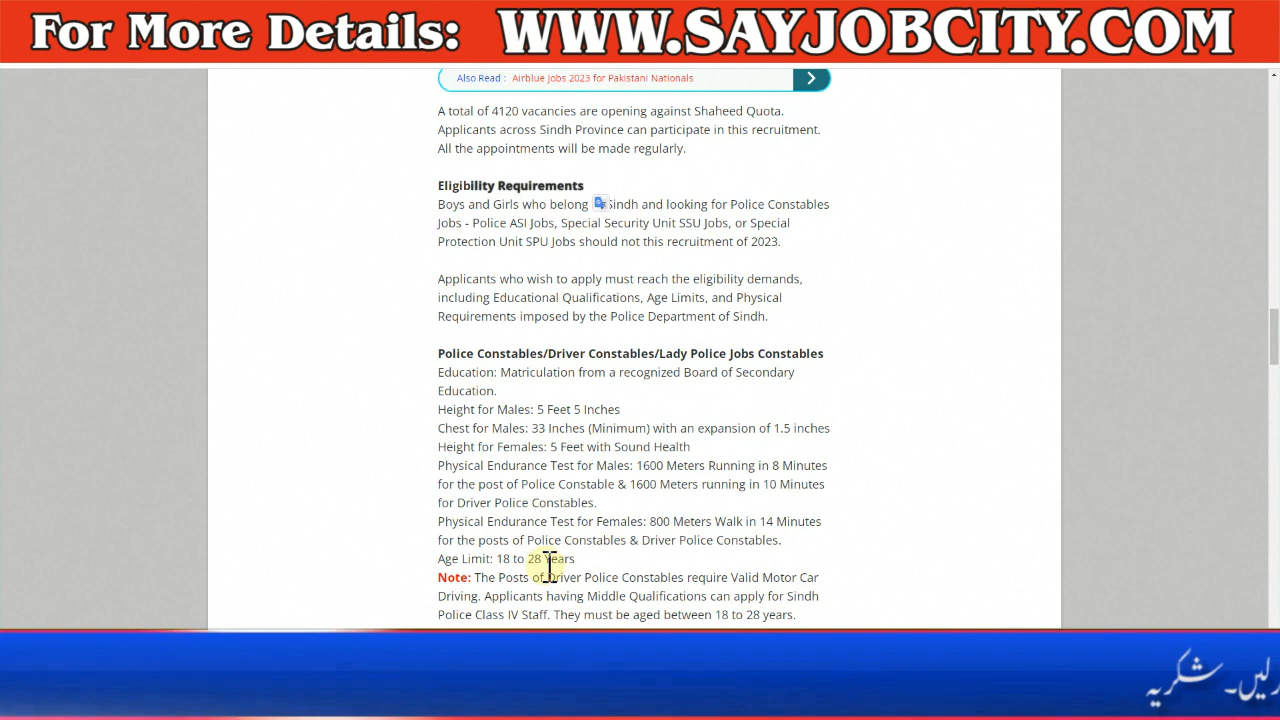 For More Details: WWW.SAYJOBCITY.COM
Also Read : Airblue Jobs 2023 for Pakistani Nationals
A total of 4120 vacancies are opening against Shaheed Quota.
Applicants across Sindh Province can participate in this recruitment.
All the appointments will be made regularly.
Eligibility Requirements
Boys and Girls who belong Sindh and looking for Police Constables
Jobs - Police ASI Jobs, Special Security Unit SSU Jobs, or Special
Protection Unit SPU Jobs should not this recruitment of 2023.
Applicants who wish to apply must reach the eligibility demands,
including Educational Qualifications, Age Limits, and Physical
Requirements imposed by the Police Department of Sindh.
Police Constables/Driver Constables/Lady Police Jobs Constables
Education: Matriculation from a recognized Board of Secondary
Education.
Height for Males: 5 Feet 5 Inches
Chest for Males: 33 Inches (Minimum) with an expansion of 1.5 inches
Height for Females: 5 Feet with Sound Health
Physical Endurance Test for Males: 1600 Meters Running in 8 Minutes
for the post of Police Constable & 1600 Meters running in 10 Minutes
for Driver Police Constables.
Physical Endurance Test for Females: 800 Meters Walk in 14 Minutes
for the posts of Police Constables & Driver Police Constables.
Age Limit: 18 to 28 Years
Note: The Posts of Driver Police Constables require Valid Motor Car
Driving. Applicants having Middle Qualifications can apply for Sindh
Police Class IV Staff. They must be aged between 18 to 28 years.
لیں۔ شکریہ